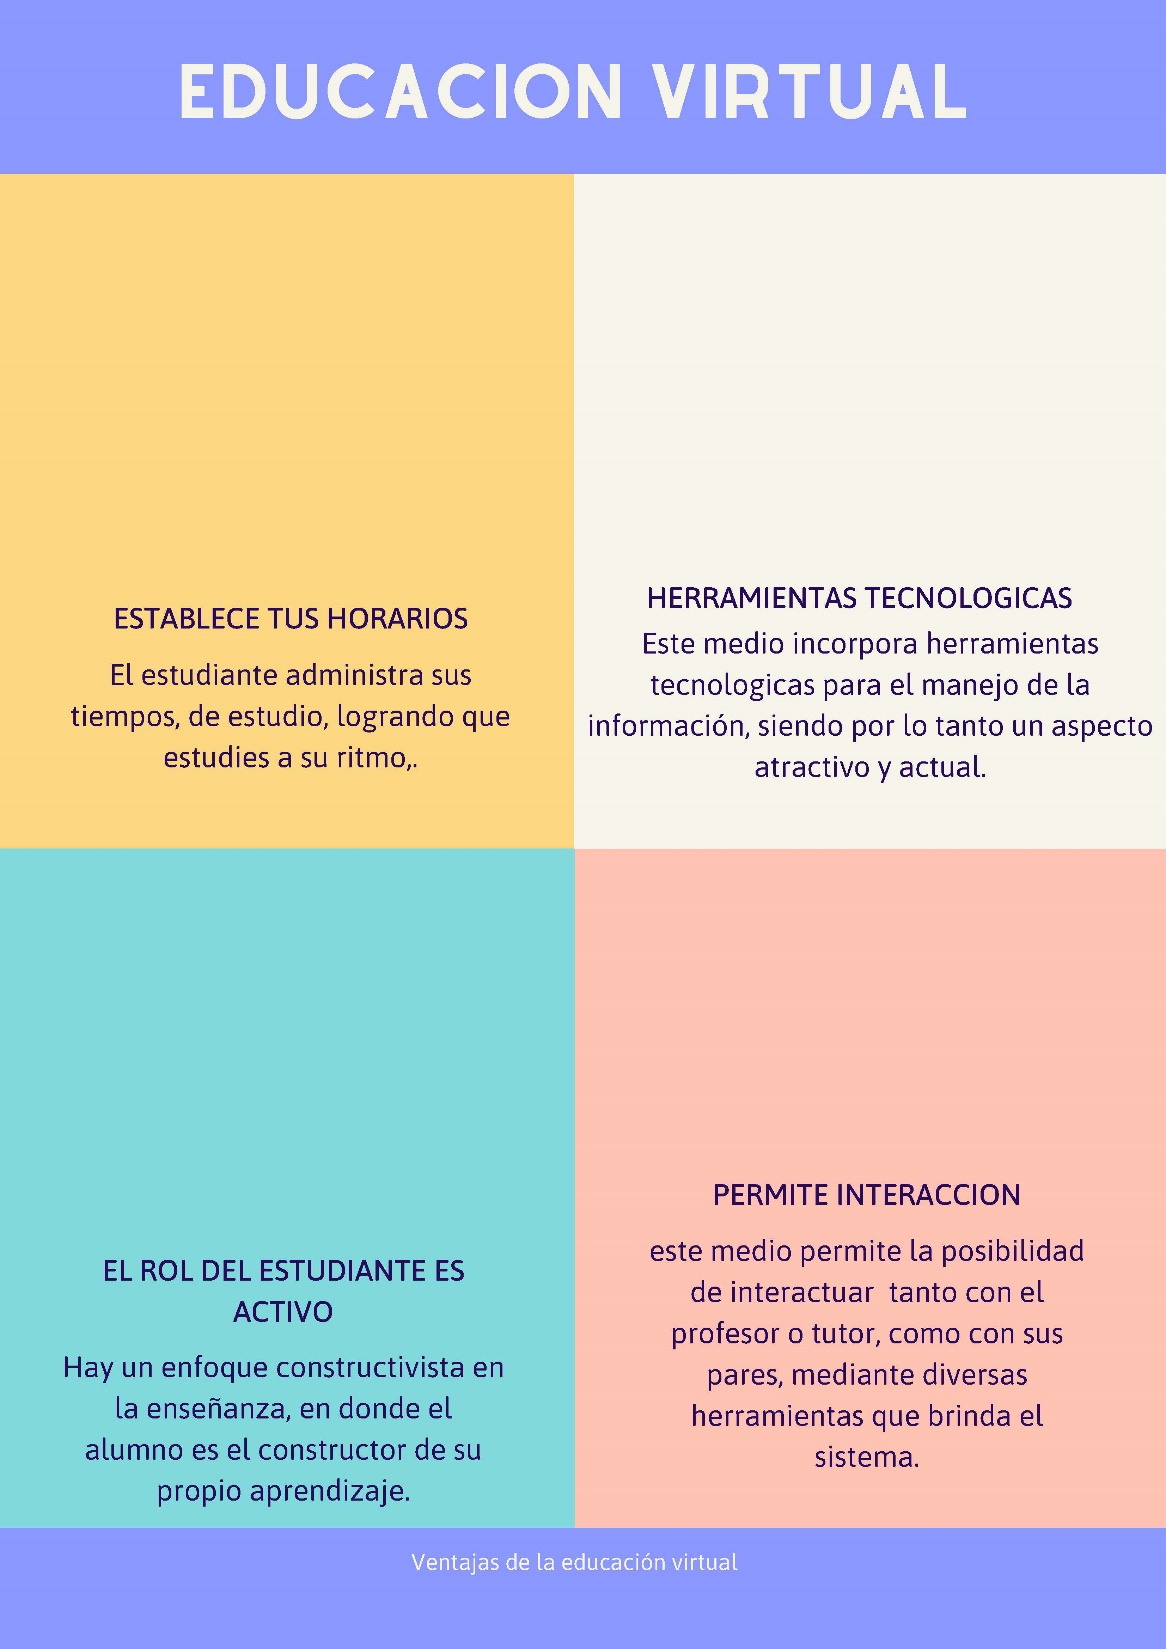 EDUCACION VIRTUAL
ESTABLECE TUS HORARIOS
El estudiante administra sus
tiempos, de estudio, logrando que
estudies a su ritmo,.
HERRAMIENTAS TECNOLOGICAS
Este medio incorpora herramientas
tecnologicas para el manejo de la
información, siendo por lo tanto un aspecto
atractivo y actual.
EL ROL DEL ESTUDIANTE ES
ACTIVO
Hay un enfoque constructivista en
la enseñanza, en donde el
alumno es el constructor de su
propio aprendizaje.
PERMITE INTERACCION
este medio permite la posibilidad
de interactuar  tanto con el
profesor o tutor, como con sus
pares, mediante diversas
herramientas que brinda el
sistema.
Ventajas de la educación virtual